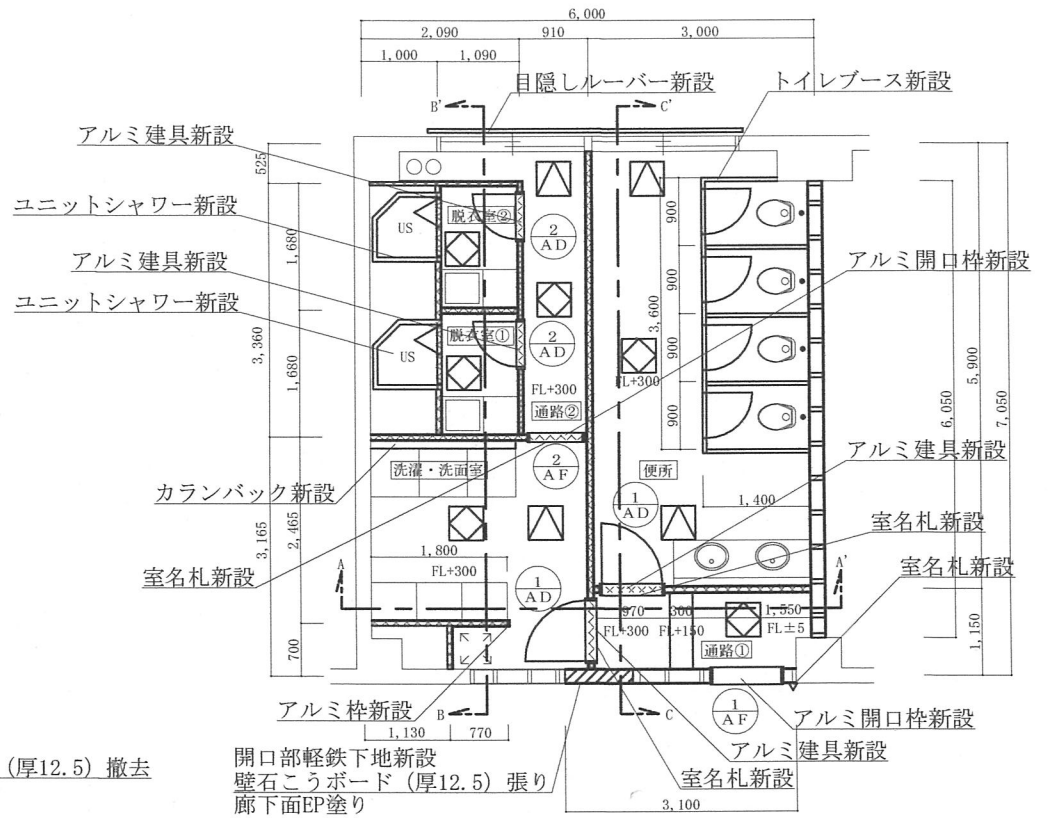 6,000
2,090
910
3,000
1,000
1,090
目隠しルーバー新設
トイレブース新設
B'
C'
アルミ建具新設
525
ユニットシャワー新設
US
脱衣室②
2
AD
900
アルミ建具新設
1,680
アルミ開口枠新設
900
ユニットシャワー新設
3,600
3,360
US
脱衣室①
2
AD
900
5,900
1,680
FL+300
FL+300
6,050
7,050
通路②
900
洗濯・洗面室
2
AF
便所
アルミ建具新設
カランバック新設
1
AD
1,400
室名札新設
3,165
2,465
1,800
室名札新設
FL+300
A
A'
室名札新設
1
AD
970
300
1,550
FL+300
FL+150
FL±5
1,150
700
通路①
アルミ枠新設
B
C
1
AF
アルミ開口枠新設
1,130
770
アルミ建具新設
(厚12.5) 撤去
開口部軽鉄下地新設
壁石こうボード (厚12.5) 張り
廊下面EP塗り
室名札新設
3,100